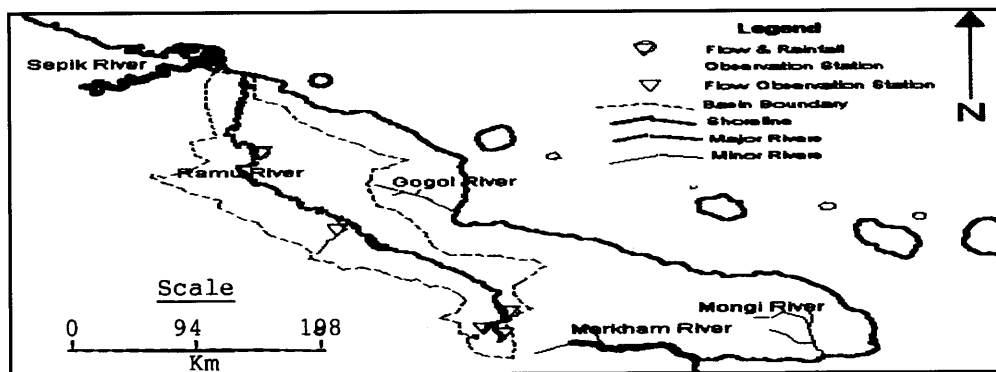 Legend
Flow & Rainfall
Observation Station
Flow Observation Station
Basin Boundary
Shoreline
Major Rivers
Minor Rivers
N
Sepik River
Ramu River
Gogol River
Mongi River
Markham River
Scale
0 94 188
Km